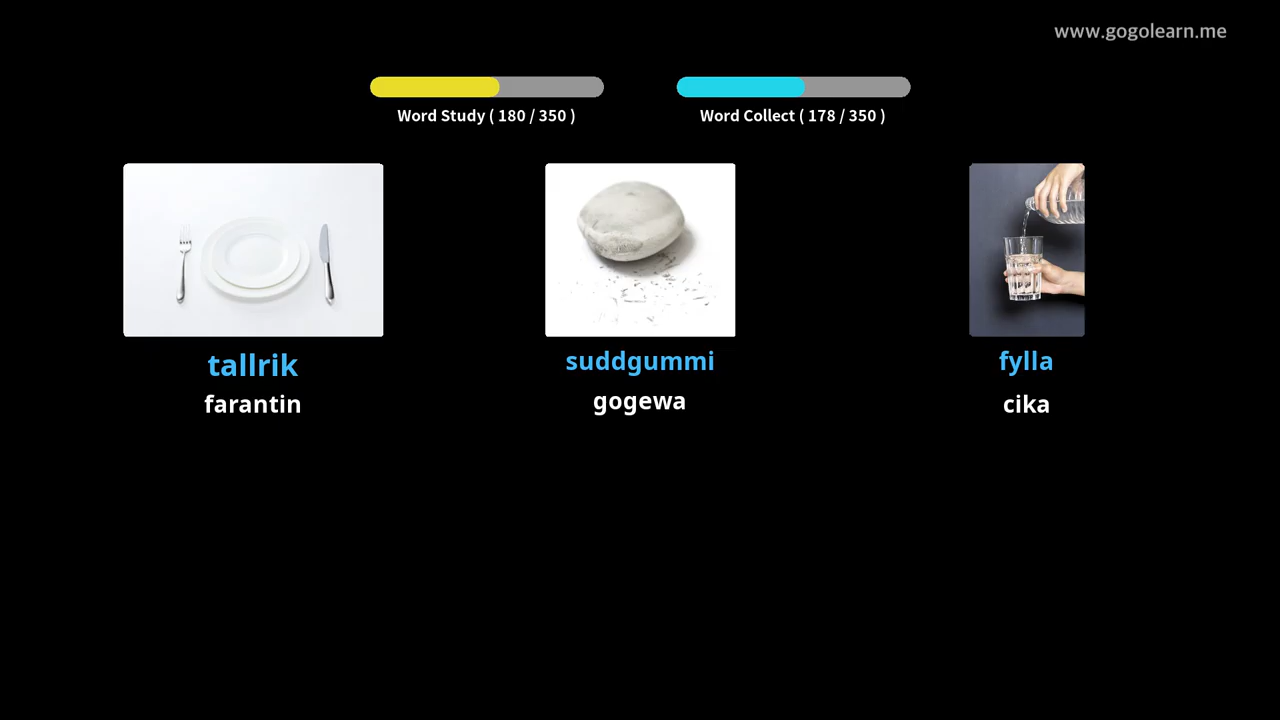 www.gogolearn.me
Word Study ( 180 / 350 )
Word Collect ( 178 / 350 )
tallrik
farantin
suddgummi
gogewa
fylla
cika